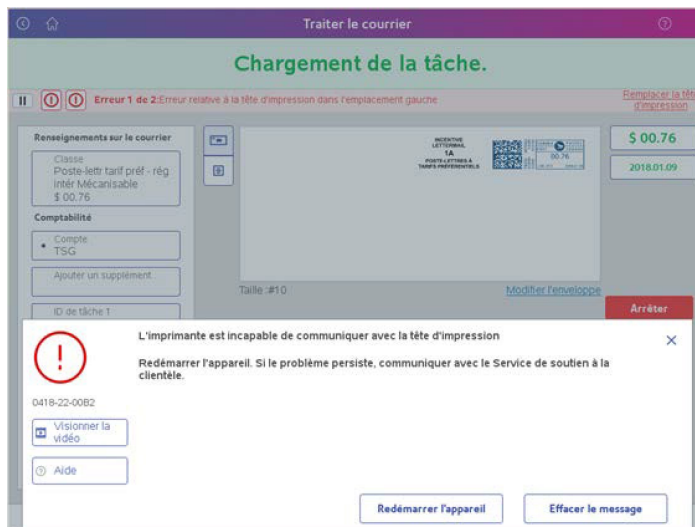 Traiter le courrier
Chargement de la tâche.
Erreur 1 de 2:Erreur relative à la tête d'impression dans l'emplacement gauche
Remplacer la tête
d'impression
Renseignements sur le courrier
Classe
Poste-lettr tarif préf - rég
intér Mécanisable
$ 00.76
Comptabilité
Compte
TSG
Ajouter un supplément
ID de tâche 1
INCENTIVE
LETTERMAIL
1A
POSTE-LETTRES À
TARIFS PRÉFÉRENTIELS
00.76
Taille :#10
Modifier l'enveloppe
$ 00.76
2018.01.09
Arrêter
L'imprimante est incapable de communiquer avec la tête d'impression
Redémarrer l'appareil. Si le problème persiste, communiquer avec le Service de soutien à la
clientèle.
0418-22-00B2
Visionner la
vidéo
Aide
Redémarrer l'appareil
Effacer le message